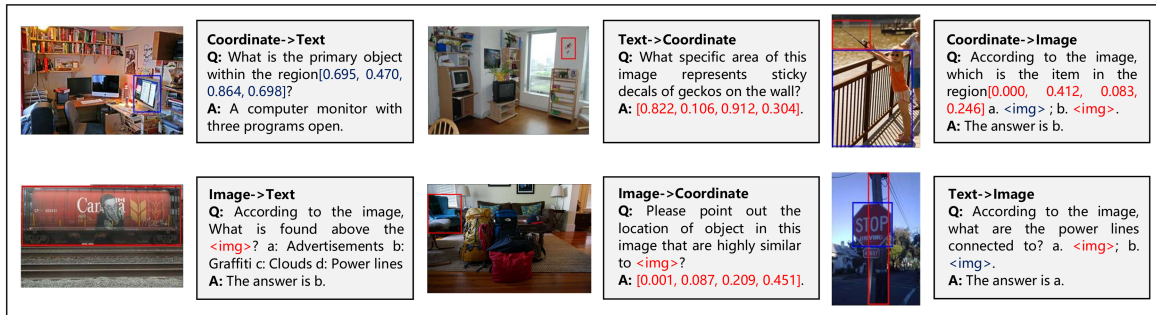 Coordinate->Text
Q: What is the primary object
within the region[0.695, 0.470,
0.864, 0.698]?
A: A computer monitor with
three programs open.
Text->Coordinate
Q: What specific area of this
image represents sticky
decals of geckos on the wall?
A: [0.822, 0.106, 0.912, 0.304].
Coordinate->Image
Q: According to the image,
which is the item in the
region[0.000, 0.412, 0.083,
0.246] a. <img> ; b. <img>.
A: The answer is b.
Canada
Image->Text
Q: According to the image,
What is found above the
<img>? a: Advertisements b:
Graffiti c: Clouds d: Power lines
A: The answer is b.
Image->Coordinate
Q: Please point out the
location of object in this
image that are highly similar
to <img>?
A: [0.001, 0.087, 0.209, 0.451].
STOP
Text->Image
Q: According to the image,
what are the power lines
connected to? a. <img>; b.
<img>.
A: The answer is a.